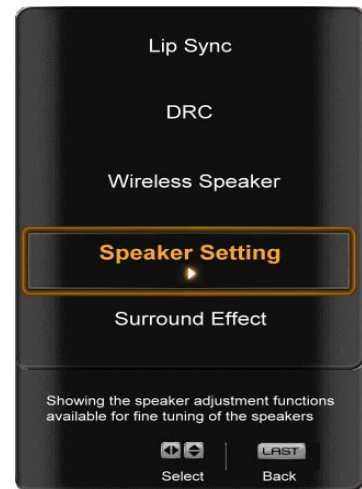 Lip Sync
DRC
Wireless Speaker
Speaker Setting
Surround Effect
Showing the speaker adjustment functions
available for fine tuning of the speakers
LAST
Select Back